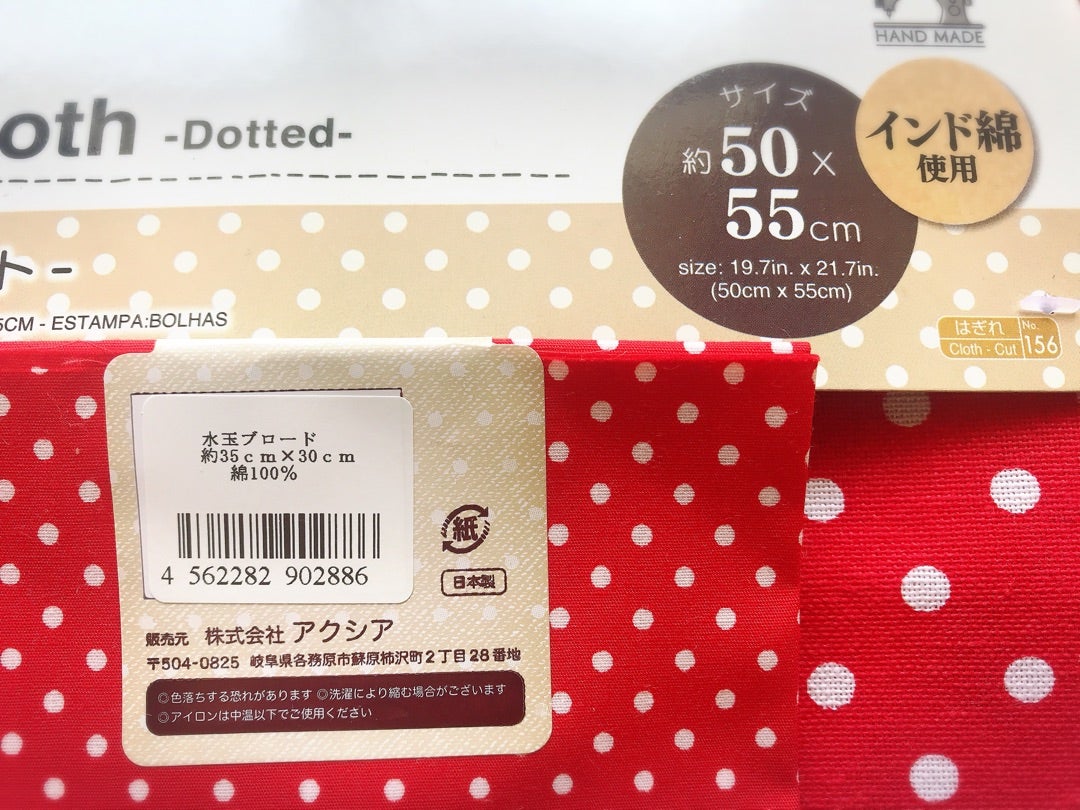 HAND MADE
oth -Dotted-
サイズ
約50×
55cm
size: 19.7in. x 21.7in.
(50cm x 55cm)
インド綿
使用
ト-
5CM - ESTAMPA:BOLHAS
はぎれ
Cloth - Cut
No.
156
水玉ブロード
約35cm×30cm
綿100%
4 562282 902886
紙
日本製
販売元 株式会社 アクシア
〒504-0825 岐阜県各務原市蘇原柿沢町2丁目28番地
◎色落ちする恐れがあります ◎洗濯により縮む場合がございます
◎アイロンは中温以下でご使用ください